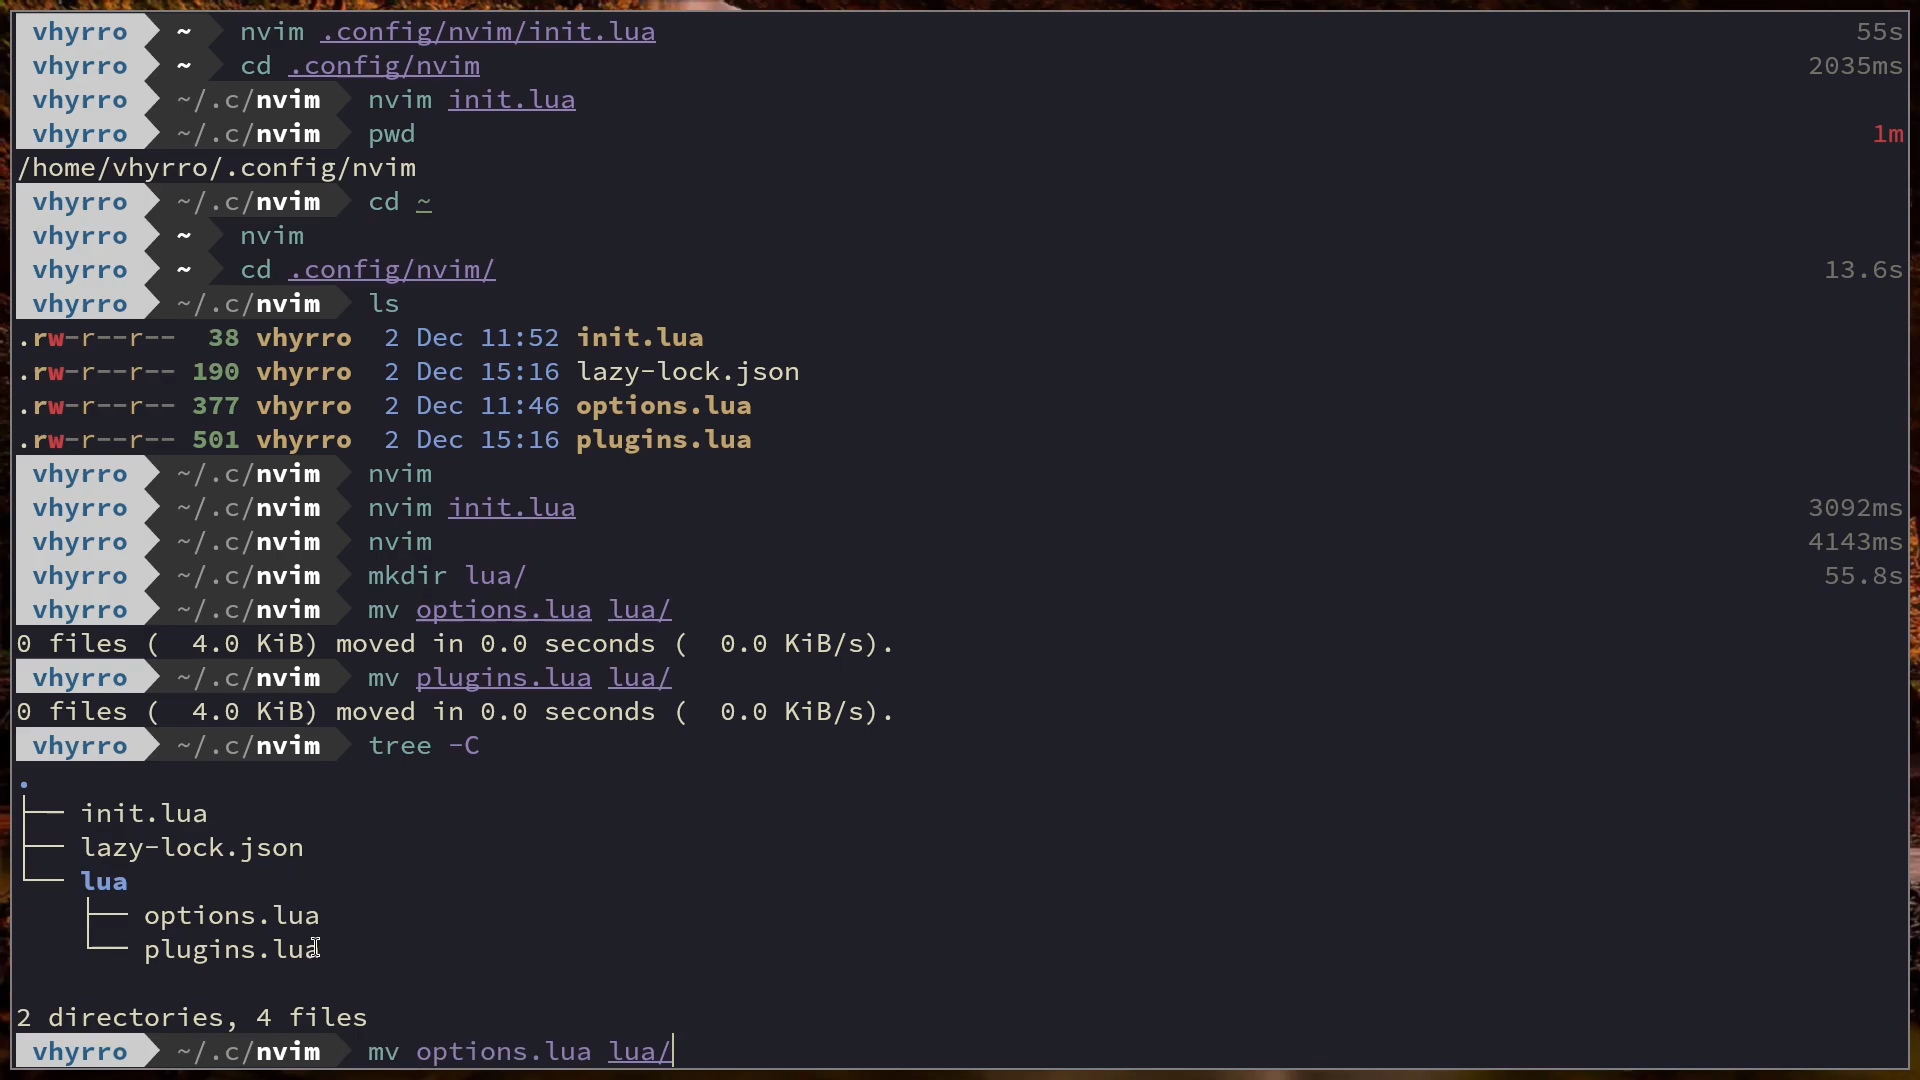 vhyrro ~ nvim .config/nvim/init.lua 55s
vhyrro ~ cd .config/nvim 2035ms
vhyrro ~/.c/nvim nvim init.lua
vhyrro ~/.c/nvim pwd 1m
/home/vhyrro/.config/nvim
vhyrro ~/.c/nvim cd ~
vhyrro ~ nvim
vhyrro ~ cd .config/nvim/ 13.6s
vhyrro ~/.c/nvim ls
.rw-r--r-- 38 vhyrro 2 Dec 11:52 init.lua
.rw-r--r-- 190 vhyrro 2 Dec 15:16 lazy-lock.json
.rw-r--r-- 377 vhyrro 2 Dec 11:46 options.lua
.rw-r--r-- 501 vhyrro 2 Dec 15:16 plugins.lua
vhyrro ~/.c/nvim nvim
vhyrro ~/.c/nvim nvim init.lua 3092ms
vhyrro ~/.c/nvim nvim 4143ms
vhyrro ~/.c/nvim mkdir lua/ 55.8s
vhyrro ~/.c/nvim mv options.lua lua/
0 files (  4.0 KiB) moved in 0.0 seconds (  0.0 KiB/s).
vhyrro ~/.c/nvim mv plugins.lua lua/
0 files (  4.0 KiB) moved in 0.0 seconds (  0.0 KiB/s).
vhyrro ~/.c/nvim tree -C
.
├── init.lua
├── lazy-lock.json
└── lua
    ├── options.lua
    └── plugins.lua
2 directories, 4 files
vhyrro ~/.c/nvim mv options.lua lua/